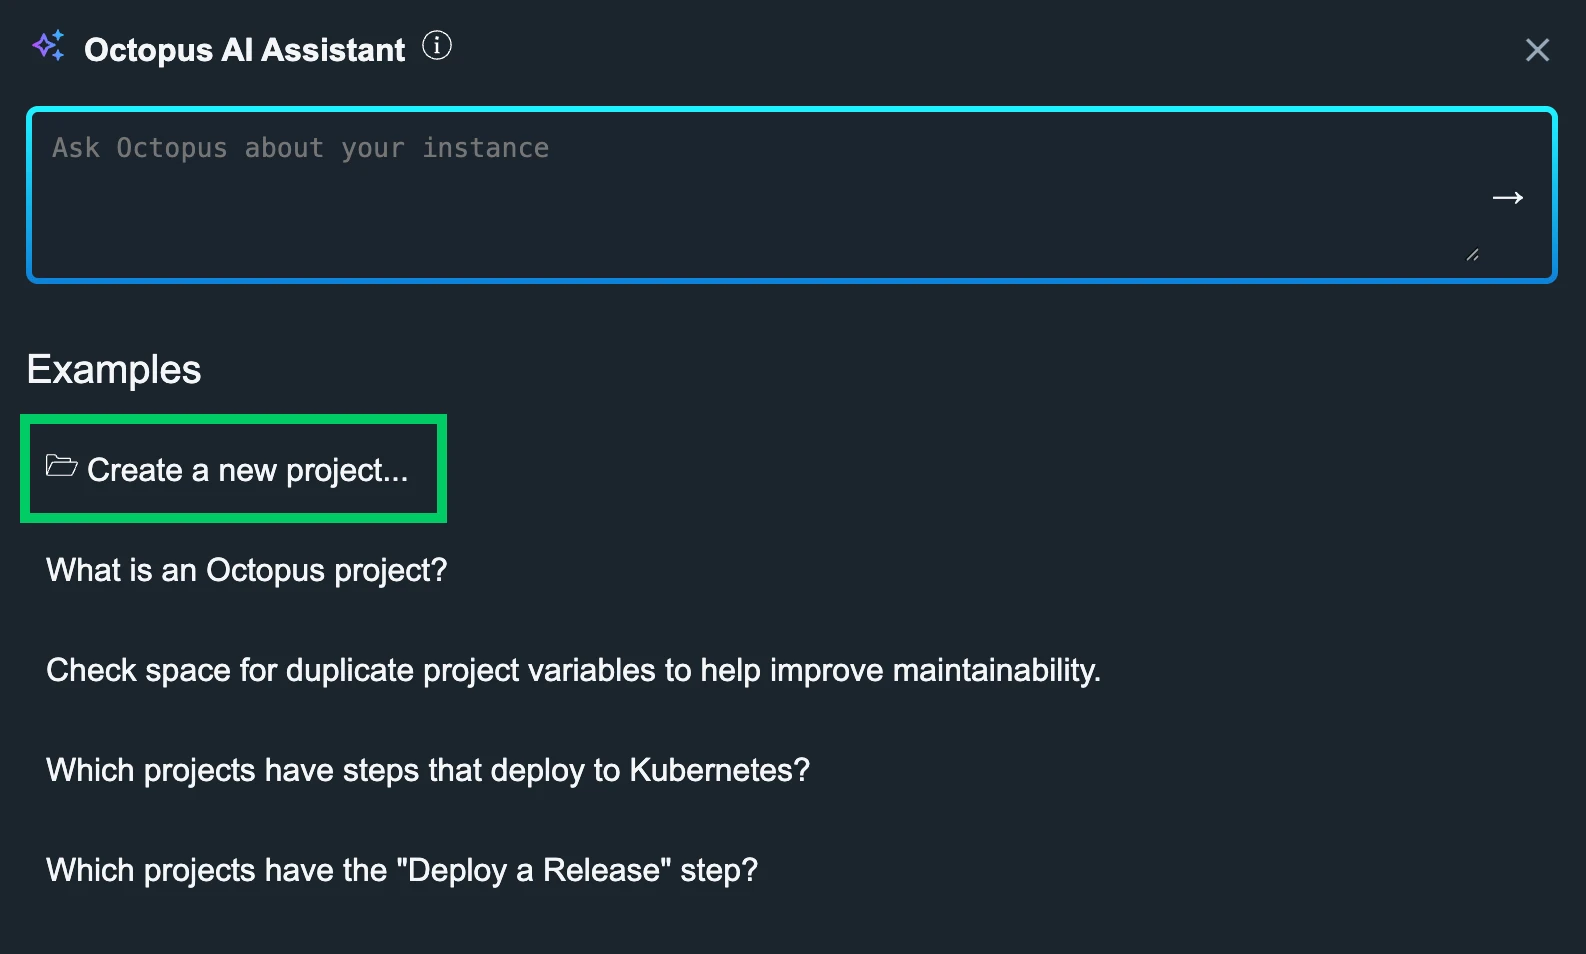 Octopus AI Assistant
Ask Octopus about your instance
Examples
Create a new project...
What is an Octopus project?
Check space for duplicate project variables to help improve maintainability.
Which projects have steps that deploy to Kubernetes?
Which projects have the "Deploy a Release" step?